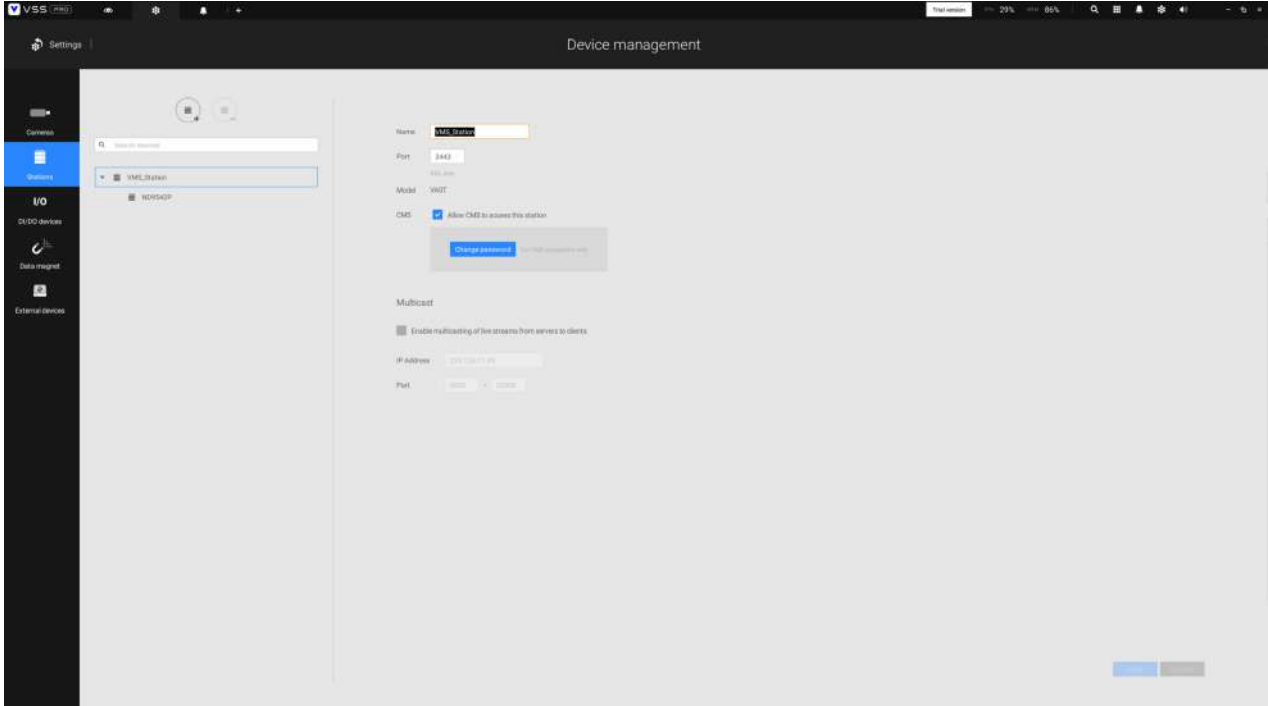 VSS PRO
Trial version
29%
86%
Settings
Device management
Cameras
Stations
I/O
DI/DO devices
Data magnet
External devices
VMS_Station
Name
VMS_Station
Port
3443
Model
CMS
Allow CMS to access this station
Change password
Multicast
Enable multicasting of live streams from servers to clients
IP Address
Port